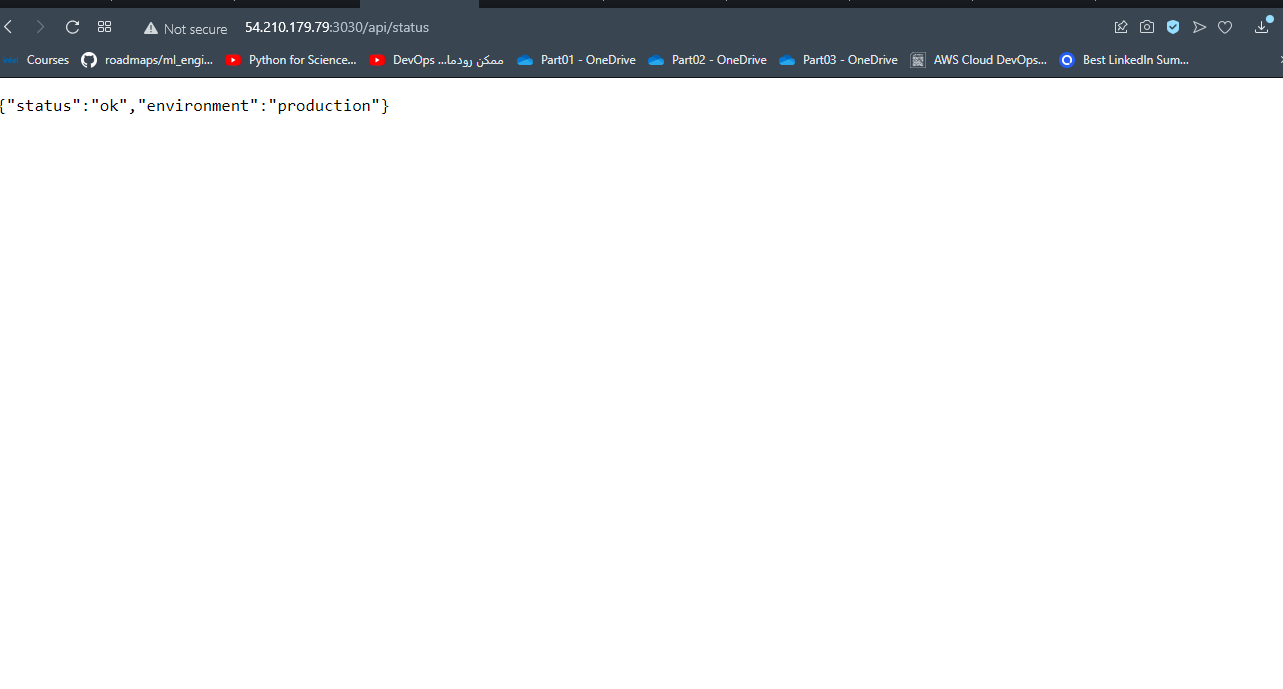 Not secure 54.210.179.79:3030/api/status
Courses roadmaps/ml_engi... Python for Science... DevOps ...ممكن رودما Part01 - OneDrive Part02 - OneDrive Part03 - OneDrive AWS Cloud DevOps... Best LinkedIn Sum...
{"status":"ok","environment":"production"}